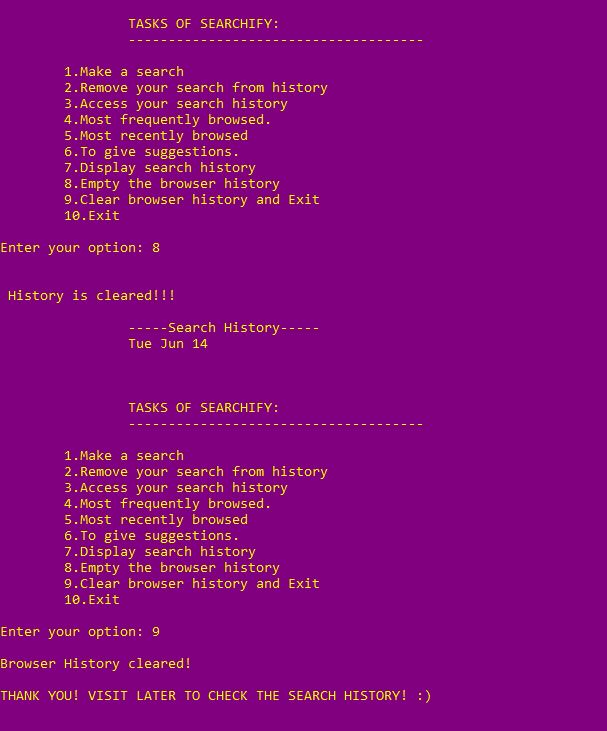 TASKS OF SEARCHIFY:
-------------------------------------
1.Make a search
2.Remove your search from history
3.Access your search history
4.Most frequently browsed.
5.Most recently browsed
6.To give suggestions.
7.Display search history
8.Empty the browser history
9.Clear browser history and Exit
10.Exit
Enter your option: 8
History is cleared!!!
-----Search History-----
Tue Jun 14
TASKS OF SEARCHIFY:
-------------------------------------
1.Make a search
2.Remove your search from history
3.Access your search history
4.Most frequently browsed.
5.Most recently browsed
6.To give suggestions.
7.Display search history
8.Empty the browser history
9.Clear browser history and Exit
10.Exit
Enter your option: 9
Browser History cleared!
THANK YOU! VISIT LATER TO CHECK THE SEARCH HISTORY! :)